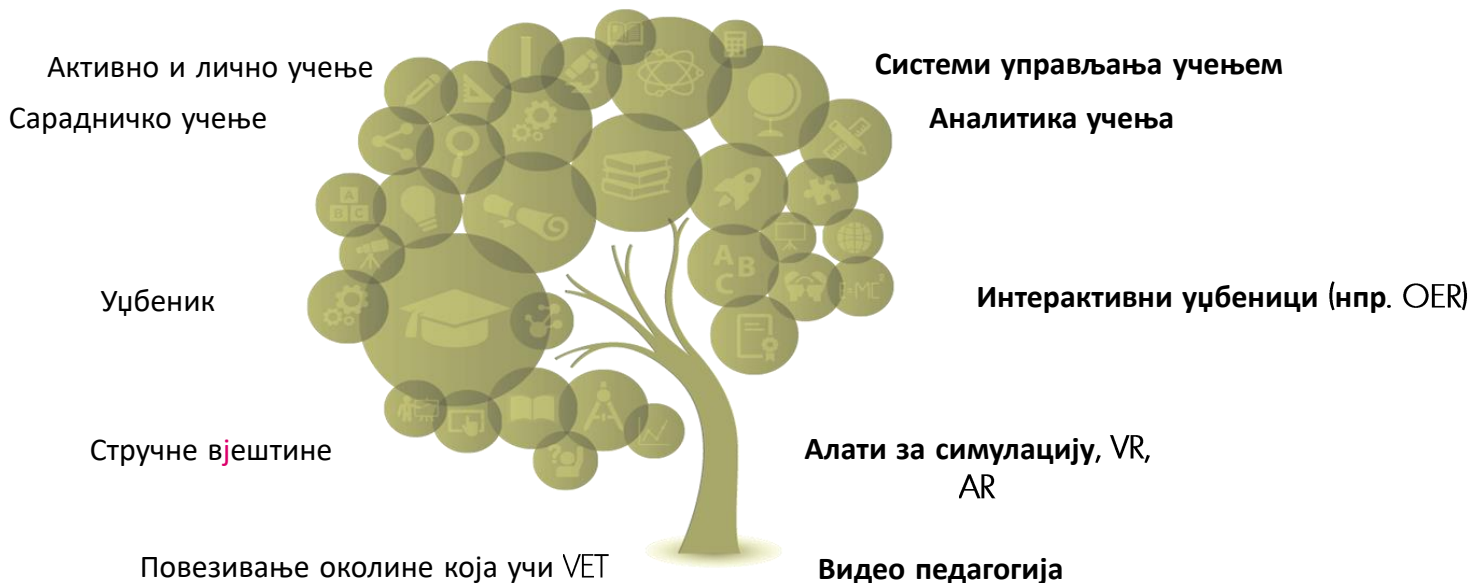 Активно и лично учење
Системи управљања учењем
Сарадничко учење
Аналитика учења
A
B C
A B
C
E=MC²
Уџбеник
Интерактивни уџбеници (нпр. OER)
Стручне вјештине
Алати за симулацију, VR,
AR
?
Повезивање околине која учи VET
Видео педагогија